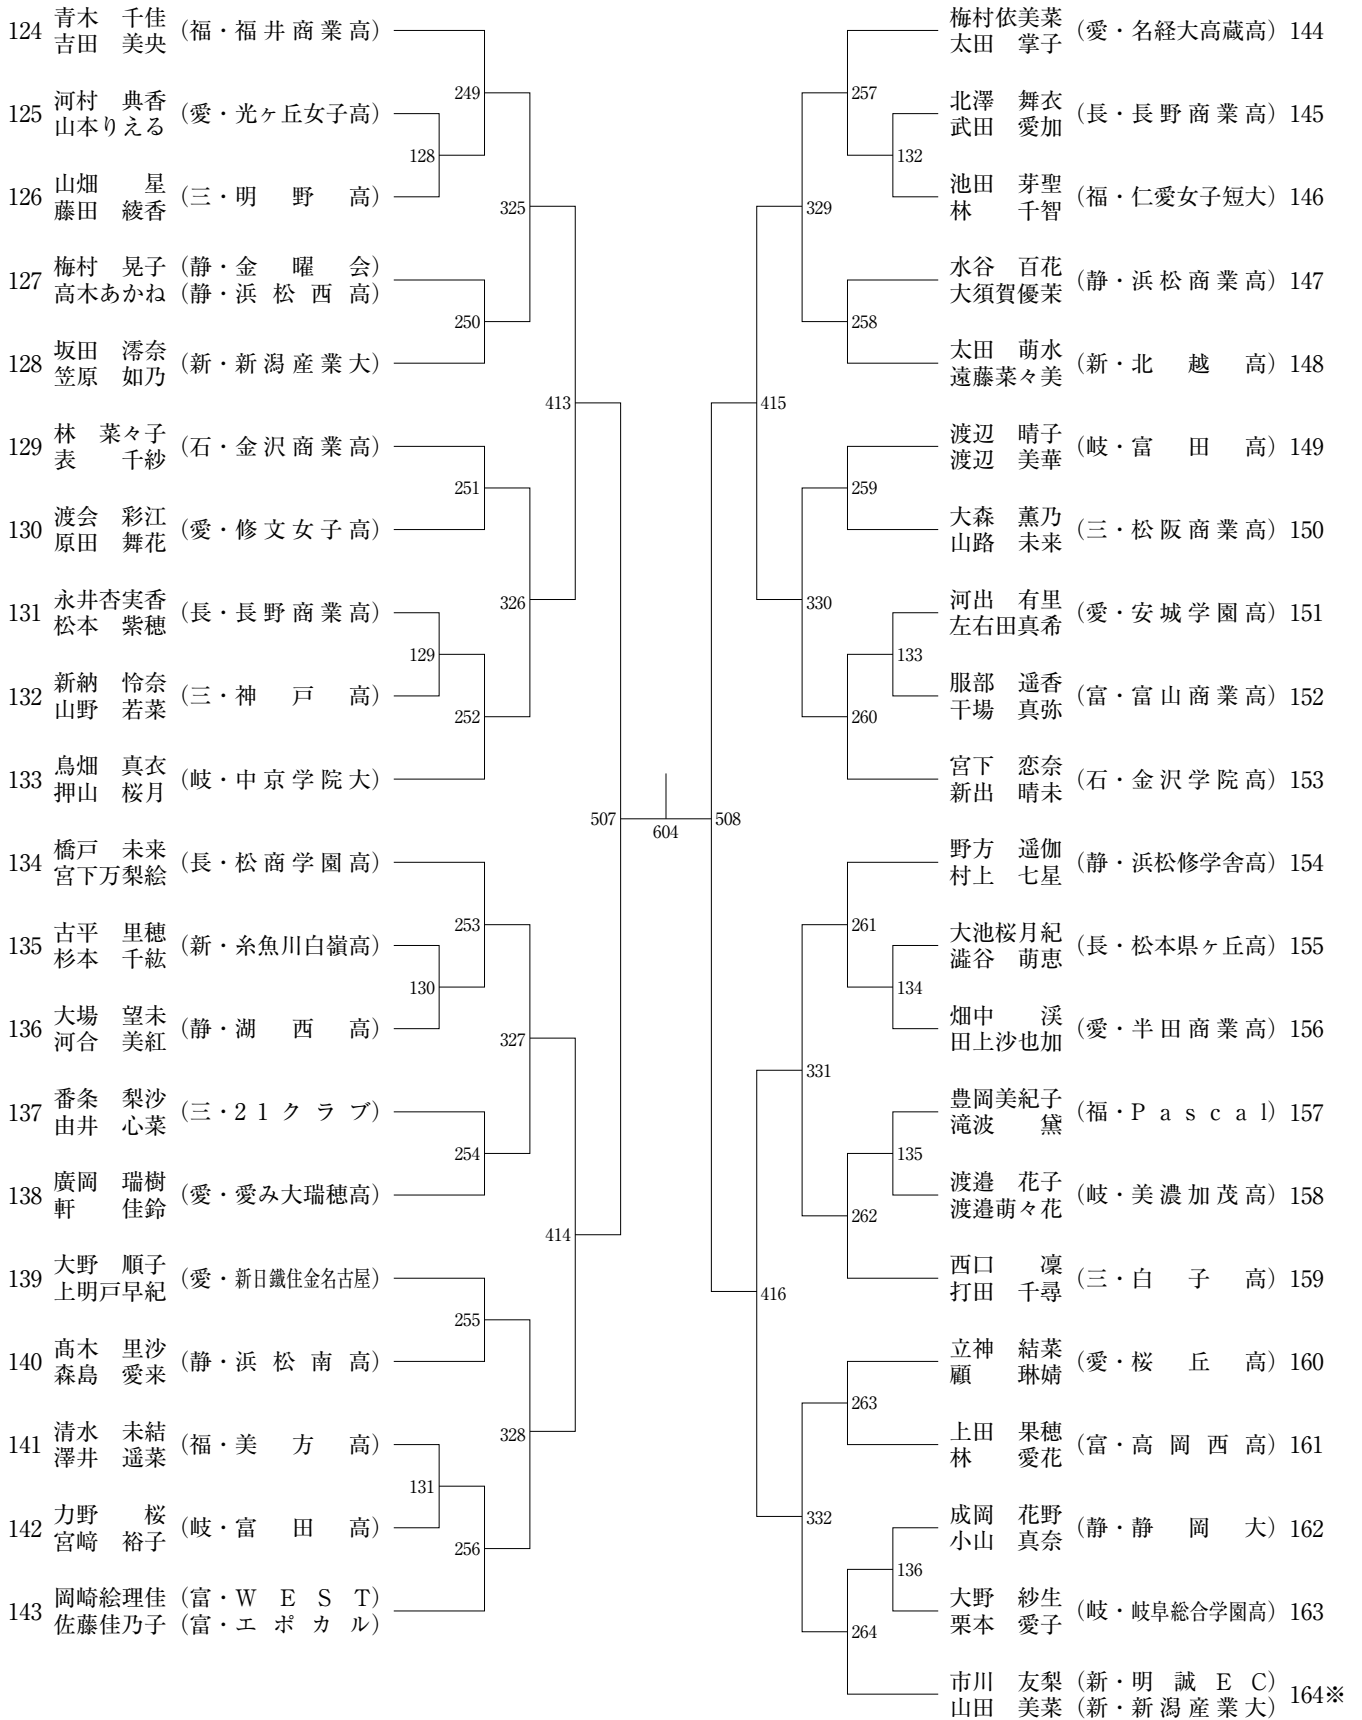 124 青木 千佳 (福・福井商業高)
吉田 美央
125 河村 典香 (愛・光ヶ丘女子高)
山本りえる
126 山畑 星 (三・明野高)
藤田 綾香
127 梅村 晃子 (静・金曜会)
高木あかね (静・浜松西高)
128 坂田 澪奈 (新・新潟産業大)
笠原 如乃
129 林 菜々子 (石・金沢商業高)
表 千紗
130 渡会 彩江 (愛・修文女子高)
原田 舞花
131 永井杏実香 (長・長野商業高)
松本 紫穂
132 新納 怜奈 (三・神戸高)
山野 若菜
133 鳥畑 真衣 (岐・中京学院大)
押山 桜月
134 橋戸 未来 (長・松商学園高)
宮下万梨絵
135 古平 里穂 (新・糸魚川白嶺高)
杉本 千紘
136 大場 望未 (静・湖西高)
河合 美紅
137 番条 梨沙 (三・21クラブ)
由井 心菜
138 廣岡 瑞樹 (愛・愛み大瑞穂高)
軒 佳鈴
139 大野 順子 (愛・新日鐵住金名古屋)
上明戸早紀
140 髙木 里沙 (静・浜松南高)
森島 愛来
141 清水 未結 (福・美方高)
澤井 遥菜
142 力野 桜 (岐・富田高)
宮﨑 裕子
143 岡崎絵理佳 (富・WEST)
佐藤佳乃子 (富・エポカル)
249
128
325
250
413
251
326
129
252
507
253
130
327
254
414
255
328
131
256
604
508
257
132
329
258
415
259
330
133
260
261
134
331
135
262
416
263
332
136
264
梅村依美菜 (愛・名経大高蔵高) 144
太田 掌子
北澤 舞衣 (長・長野商業高) 145
武田 愛加
池田 芽聖 (福・仁愛女子短大) 146
林 千智
水谷 百花 (静・浜松商業高) 147
大須賀優茉
太田 萌水 (新・北越高) 148
遠藤菜々美
渡辺 晴子 (岐・富田高) 149
渡辺 美華
大森 薫乃 (三・松阪商業高) 150
山路 未来
河出 有里 (愛・安城学園高) 151
左右田真希
服部 遥香 (富・富山商業高) 152
干場 真弥
宮下 恋奈 (石・金沢学院高) 153
新出 晴未
野方 遥伽 (静・浜松修学舎高) 154
村上 七星
大池桜月紀 (長・松本県ヶ丘高) 155
澁谷 萌恵
畑中 渓 (愛・半田商業高) 156
田上沙也加
豊岡美紀子 (福・Pascal) 157
滝波 黛
渡邉 花子 (岐・美濃加茂高) 158
渡邉萌々花
西口 凜 (三・白子高) 159
打田 千尋
立神 結菜 (愛・桜丘高) 160
顧 琳婧
上田 果穂 (富・高岡西高) 161
林 愛花
成岡 花野 (静・静岡大) 162
小山 真奈
大野 紗生 (岐・岐阜総合学園高) 163
栗本 愛子
市川 友梨 (新・明誠EC) 164※
山田 美菜 (新・新潟産業大)